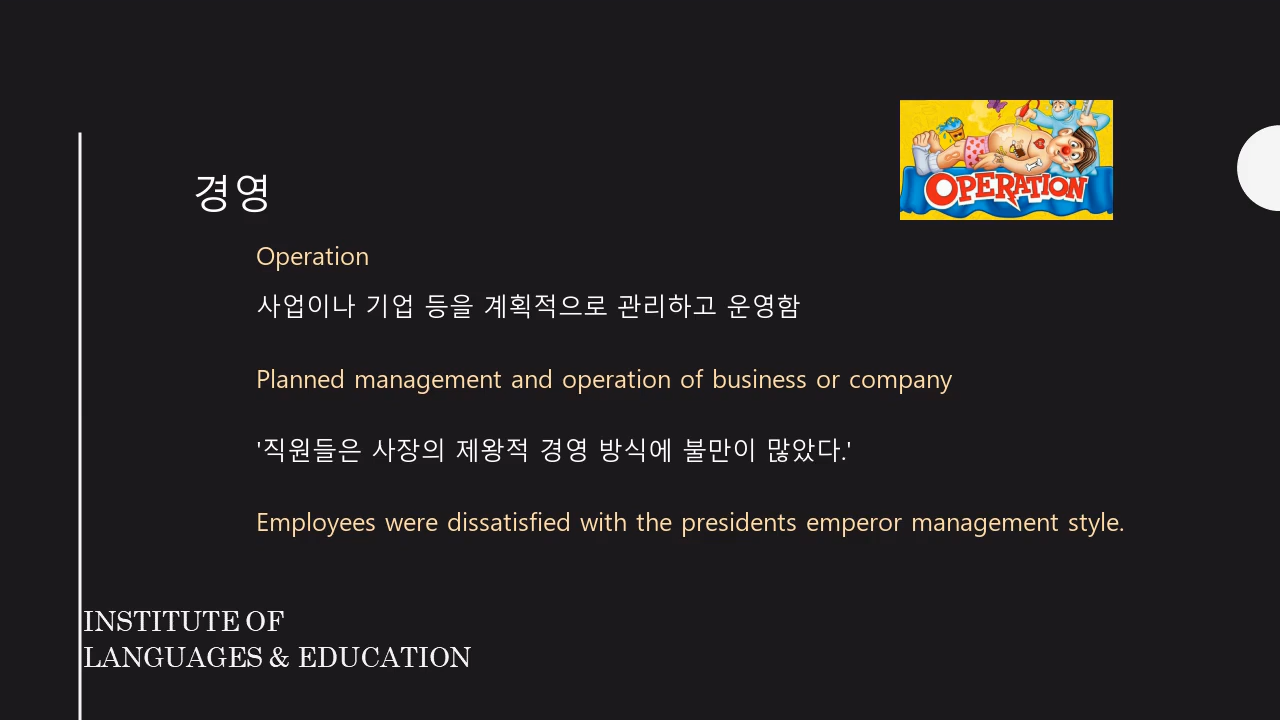 OPERATION
경영
Operation
사업이나 기업 등을 계획적으로 관리하고 운영함
Planned management and operation of business or company
'직원들은 사장의 제왕적 경영 방식에 불만이 많았다.'
Employees were dissatisfied with the presidents emperor management style.
INSTITUTE OF
LANGUAGES & EDUCATION